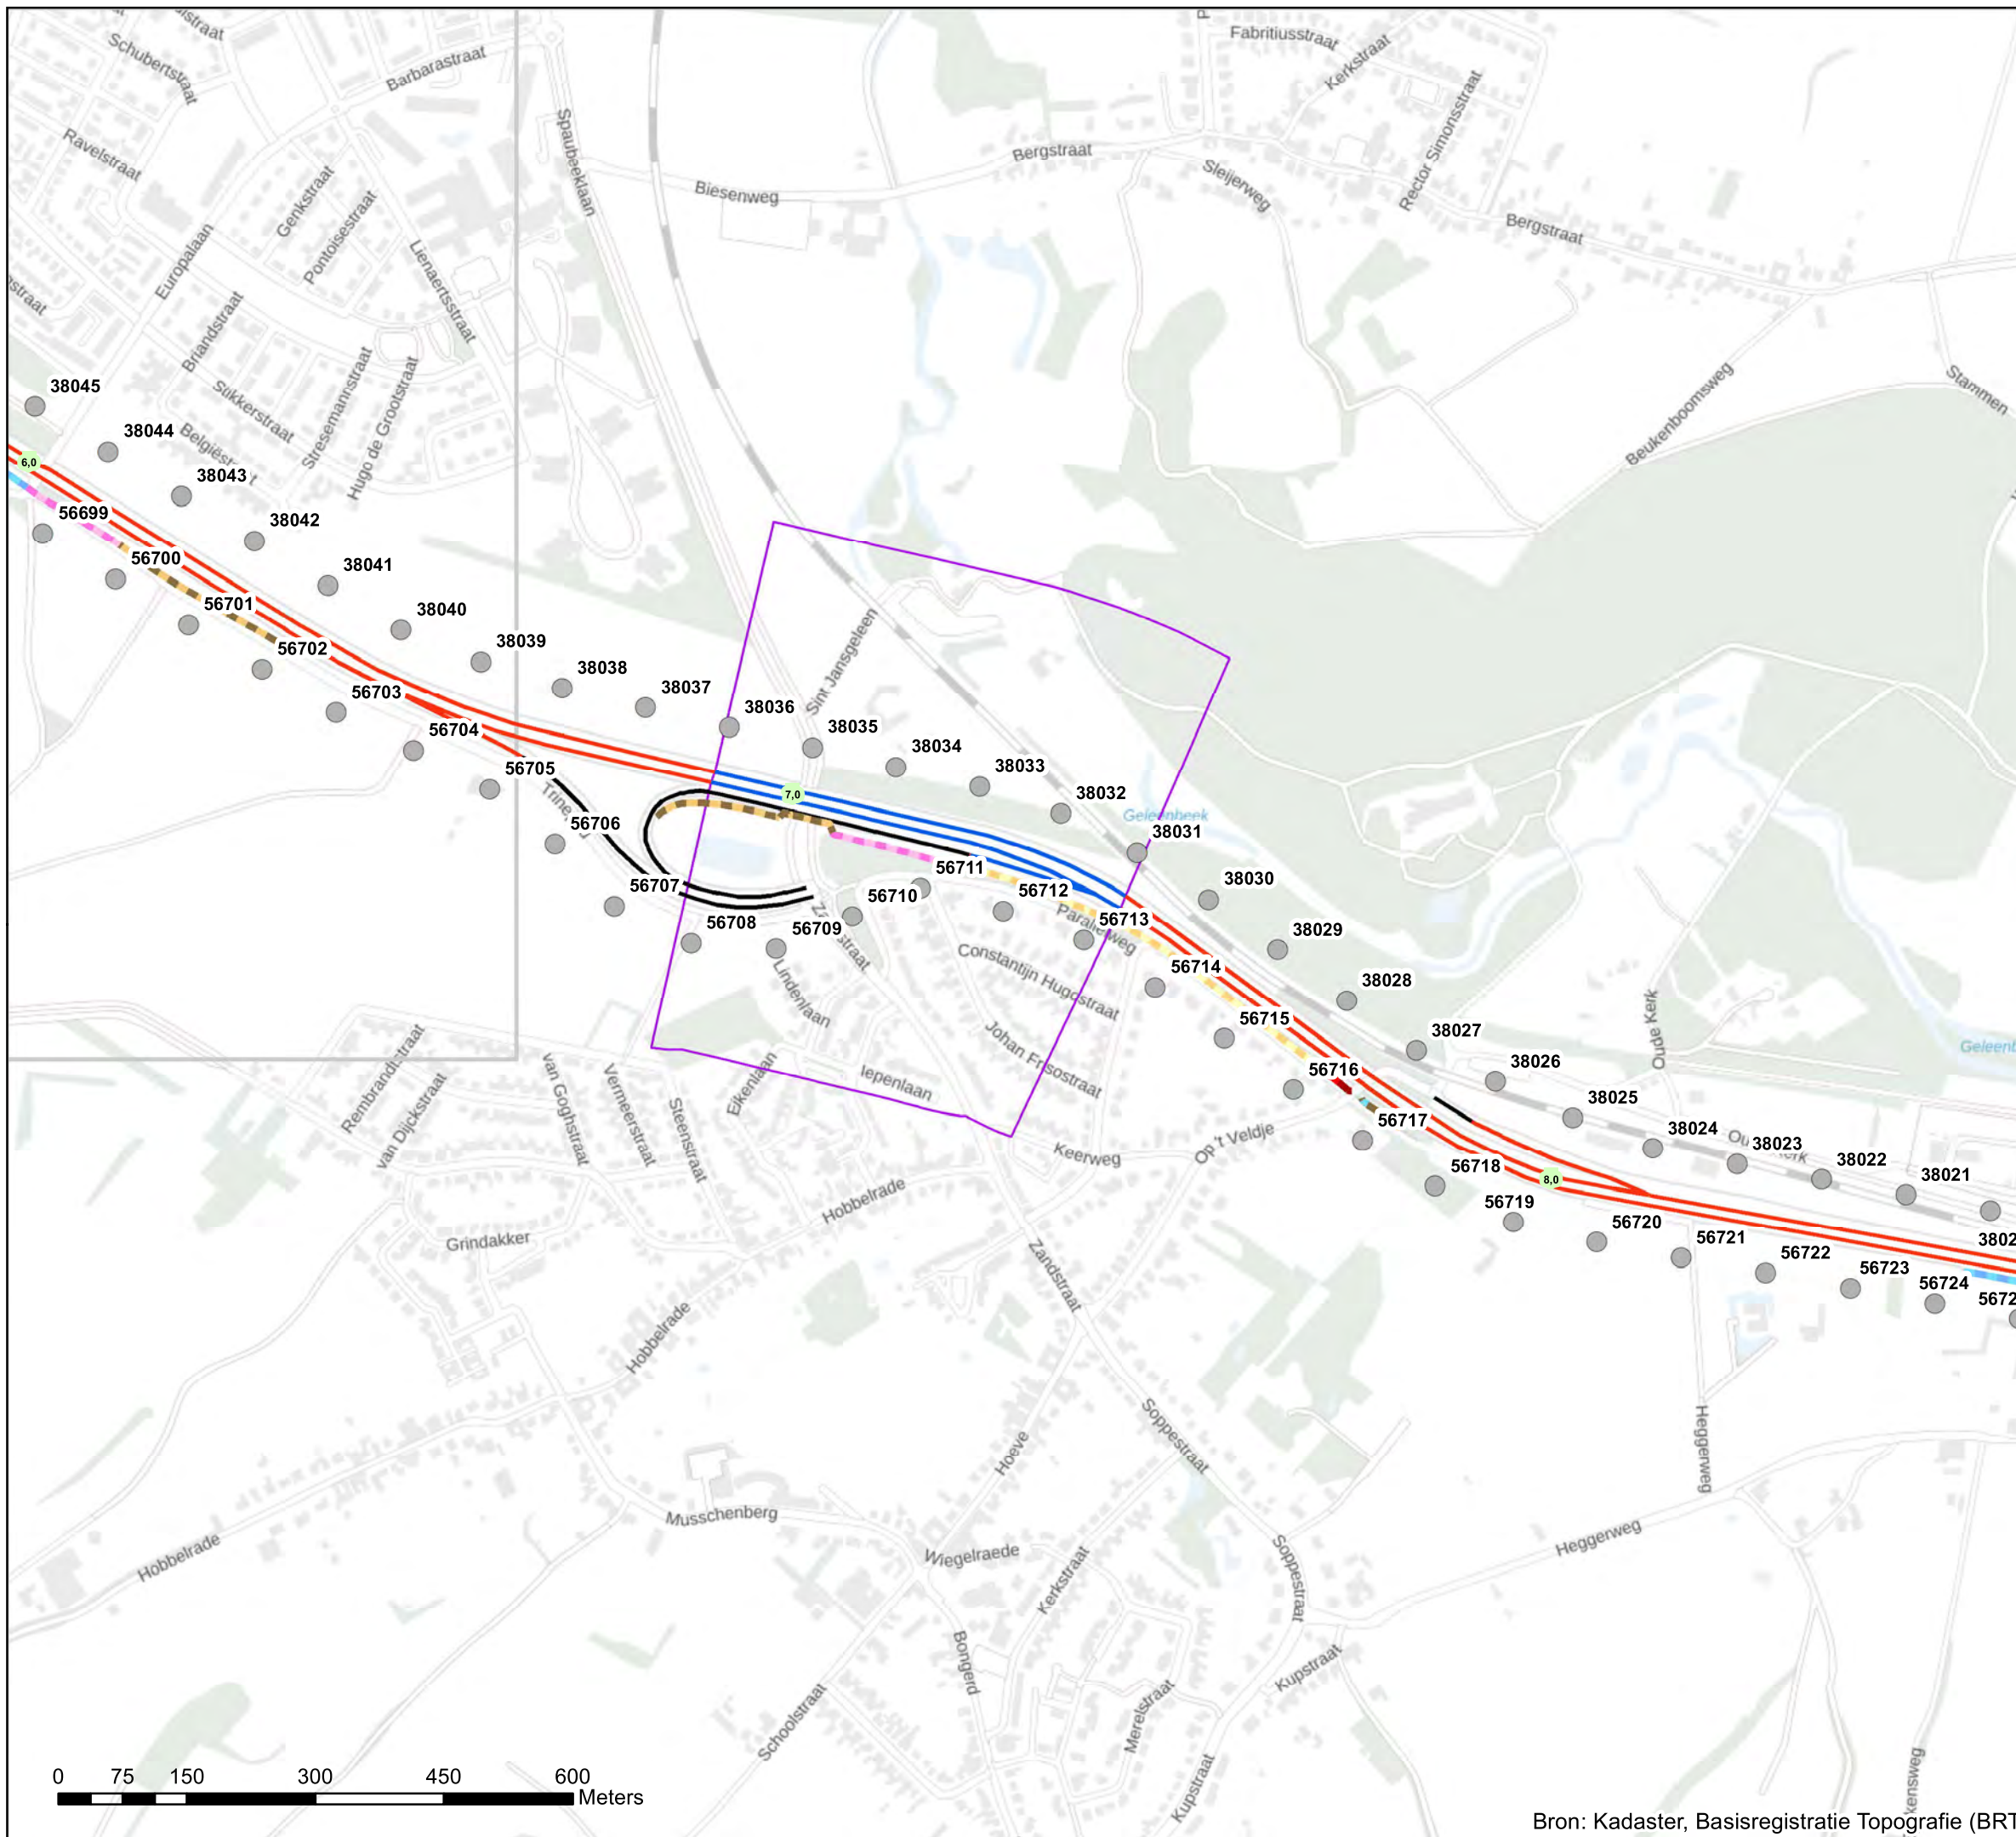 Schubertstraat
Barbarastraat
Ravelstraat
Genkstraat
Pontoisestraat
Europalaan
Lienaertsstraat
Briandstraat
Sukkerstraat
Stresemannstraat
Hugo de Grootstraat
Spaubeeklaan
Biesenweg
Bergstraat
Fabritiusstraat
Kerkstraat
Sleijerweg
Rector Simonsstraat
Bergstraat
Beukenboomsweg
Stammen
38045
38044
38043
38042
38041
38040
38039
38038
38037
38036
38035
38034
38033
38032
38031
38030
38029
38028
38027
38026
38025
38024
38023
38022
38021
3802
6,0
7,0
8,0
56699
56700
56701
56702
56703
56704
56705
56706
56707
56708
56709
56710
56711
56712
56713
56714
56715
56716
56717
56718
56719
56720
56721
56722
56723
56724
5672
Sint Jansgeleen
Geleenbeek
Constantijn Hugostraat
Johan Frisostraat
Lindenlaan
Eikenlaan
Iepenlaan
Rembrandtstraat
van Dijckstraat
van Goghstraat
Vermeerstraat
Steenstraat
Keerweg
Op 't Veldje
Oude Kerk
Hobbelrade
Grindakker
Zandstraat
Hobbelrade
Hoeve
Soppestraat
Heggerweg
Musschenberg
Hobbelrade
Wiegelraede
Kerkstraat
Soppestraat
Heggerweg
Bongerd
Kupstraat
Schoolstraat
Merelstraat
Kupstraat
0 75 150 300 450 600
Meters
Bron: Kadaster, Basisregistratie Topografie (BRT